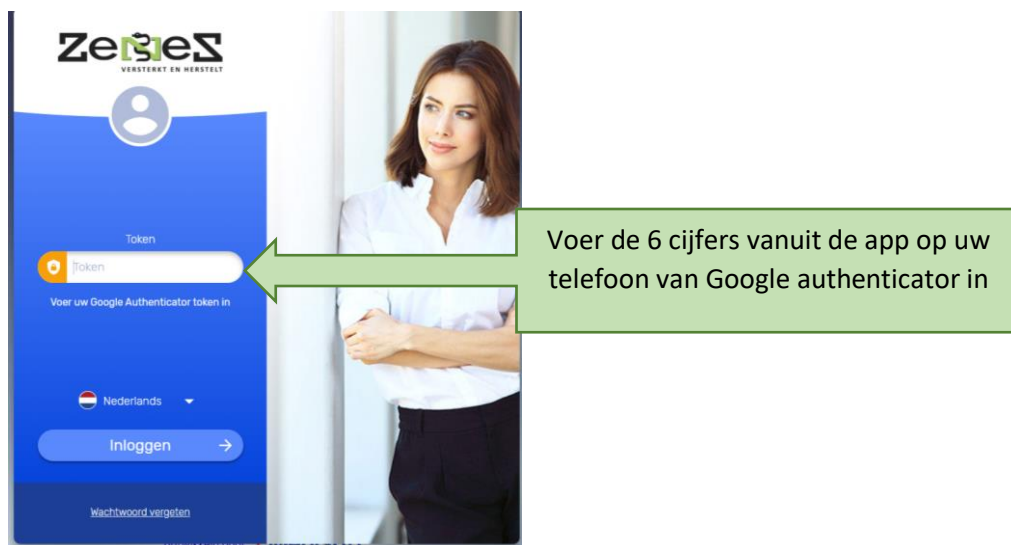 ZeNSeZ
VERSTERKT EN HERSTELT
Token
Token
Voer uw Google Authenticator token in
Nederlands
Inloggen
Wachtwoord vergeten
Voer de 6 cijfers vanuit de app op uw
telefoon van Google authenticator in